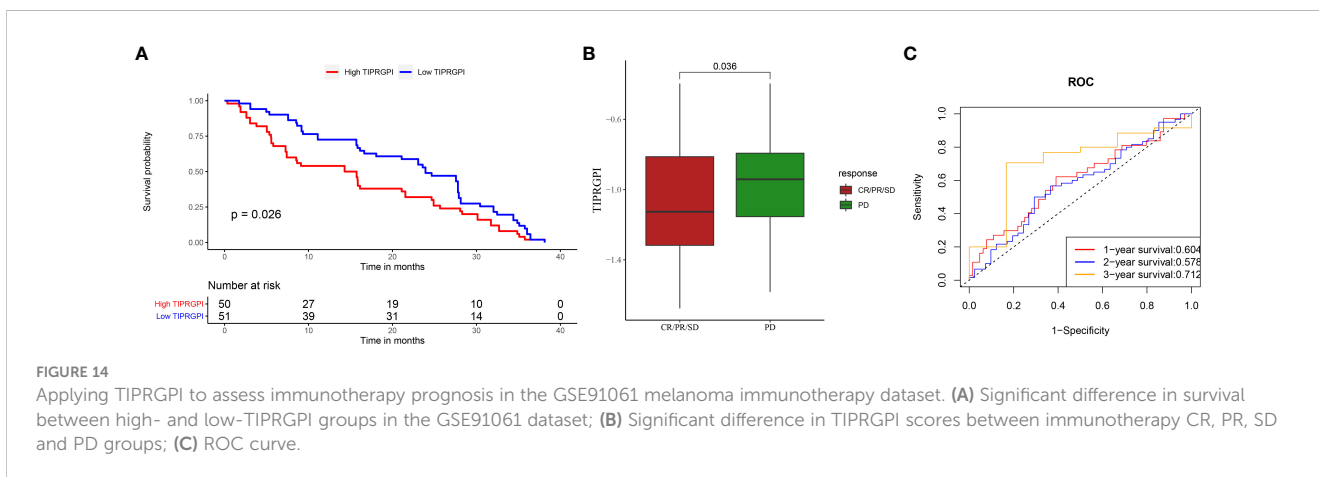 A
High TIPRGPI Low TIPRGPI
Survival probability
1.00
0.75
0.50
0.25
0.00
p = 0.026
0 10 20 30 40
Time in months
Number at risk
High TIPRGPI 50 27 19 10 0
Low TIPRGPI 51 39 31 14 0
0 10 20 30 40
Time in months
B
0.036
TIPRGPI
−0.6
−1.0
−1.4
CR/PR/SD PD
response
CR/PR/SD
PD
C
ROC
Sensitivity
1.0
0.8
0.6
0.4
0.2
0.0
1-year survival:0.604
2-year survival:0.578
3-year survival:0.712
0.0 0.2 0.4 0.6 0.8 1.0
1−Specificity
FIGURE 14
Applying TIPRGPI to assess immunotherapy prognosis in the GSE91061 melanoma immunotherapy dataset. (A) Significant difference in survival
between high- and low-TIPRGPI groups in the GSE91061 dataset; (B) Significant difference in TIPRGPI scores between immunotherapy CR, PR, SD
and PD groups; (C) ROC curve.